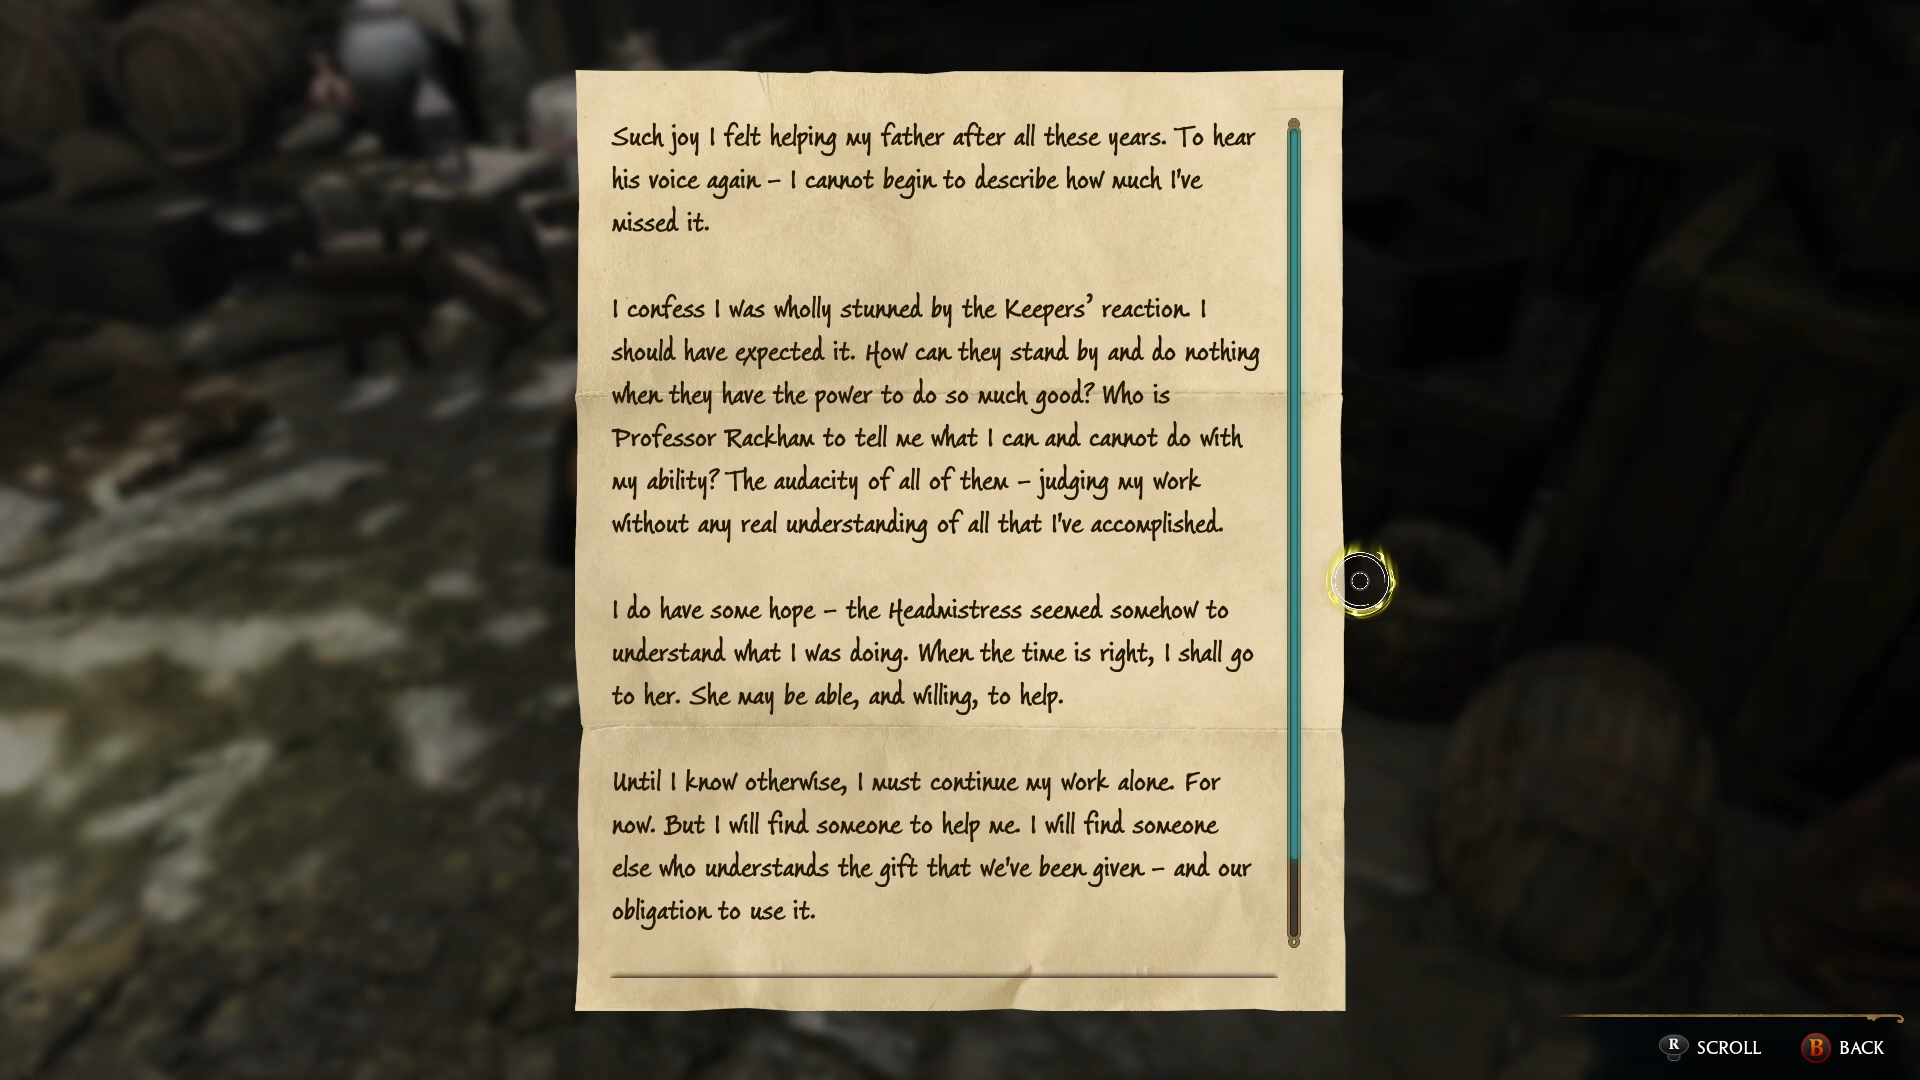 Such joy I felt helping my father after all these years. To hear
his voice again – I cannot begin to describe how much I've
missed it.
I confess I was wholly stunned by the Keepers’ reaction. I
should have expected it. How can they stand by and do nothing
when they have the power to do so much good? Who is
Professor Rackham to tell me what I can and cannot do with
my ability? The audacity of all of them – judging my work
without any real understanding of all that I've accomplished.
I do have some hope – the Headmistress seemed somehow to
understand what I was doing. When the time is right, I shall go
to her. She may be able, and willing, to help.
Until I know otherwise, I must continue my work alone. For
now. But I will find someone to help me. I will find someone
else who understands the gift that we've been given – and our
obligation to use it.
R SCROLL B BACK